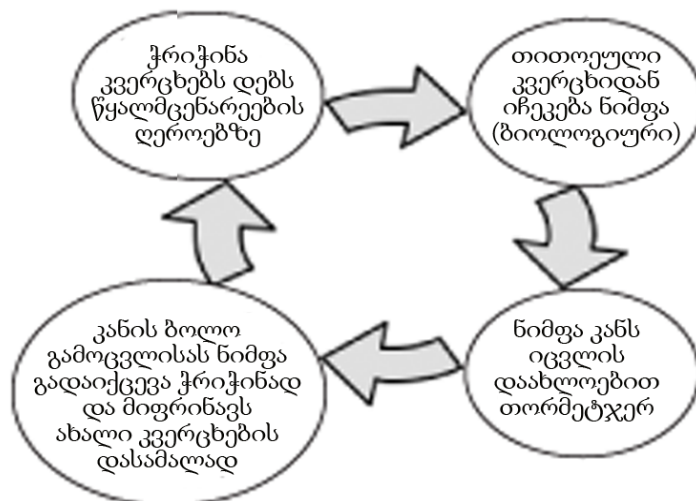 ჭრიჭინა
კვერცხებს დებს
წყალმცენარეების
ღეროებზე
თითოეული
კვერცხიდან
იჩეკება ნიმფა
(ბიოლოგიური)
ნიმფა კანს
იცვლის
დაახლოებით
თორმეტჯერ
კანის ბოლო
გამოცვლისას ნიმფა
გადაიქცევა ჭრიჭინად
და მიფრინავს
ახალი კვერცხების
დასამალად